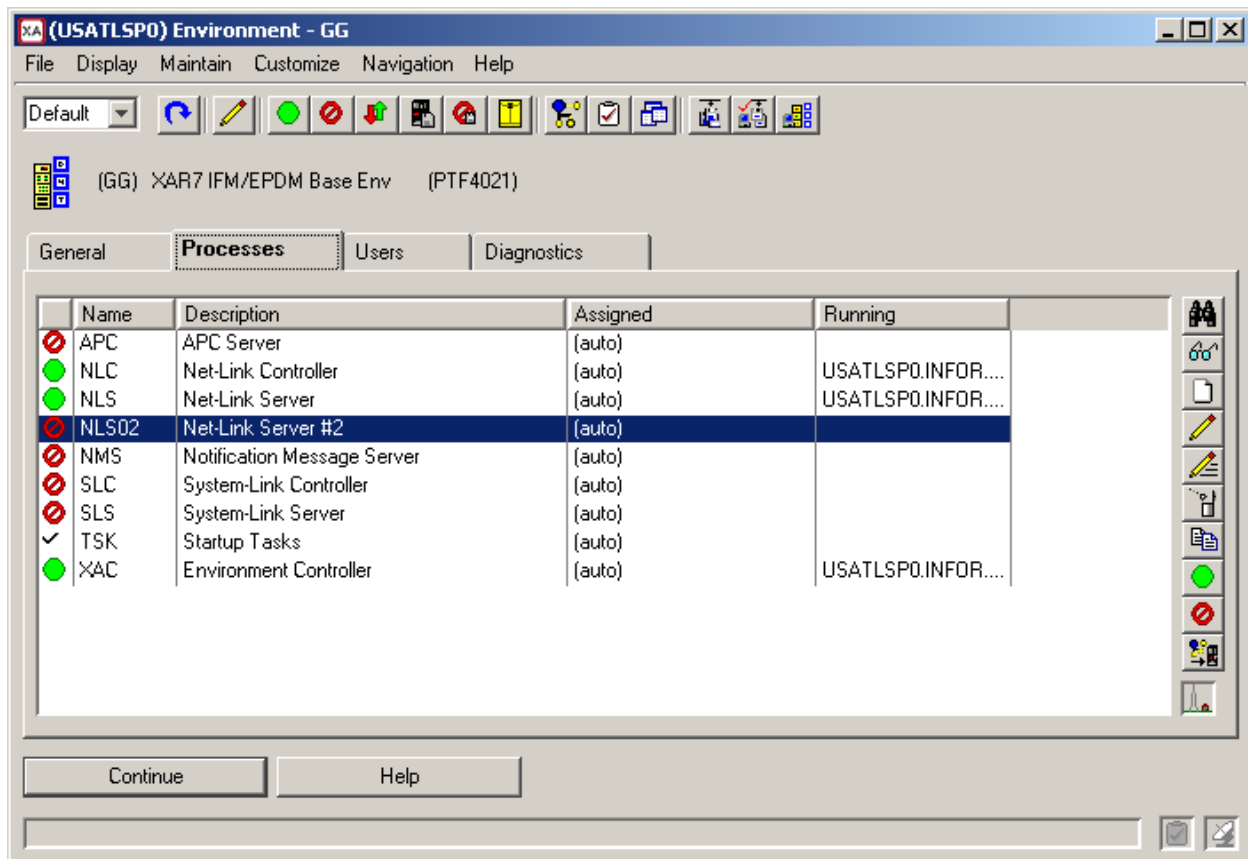 XA (USATLSP0) Environment - GG
File Display Maintain Customize Navigation Help
Default
(GG) XAR7 IFM/EPDM Base Env (PTF4021)
General Processes Users Diagnostics
Name Description Assigned Running
APC APC Server (auto)
NLC Net-Link Controller (auto) USATLSP0.INFOR....
NLS Net-Link Server (auto) USATLSP0.INFOR....
NLS02 Net-Link Server #2 (auto)
NMS Notification Message Server (auto)
SLC System-Link Controller (auto)
SLS System-Link Server (auto)
TSK Startup Tasks (auto)
XAC Environment Controller (auto) USATLSP0.INFOR....
Continue Help